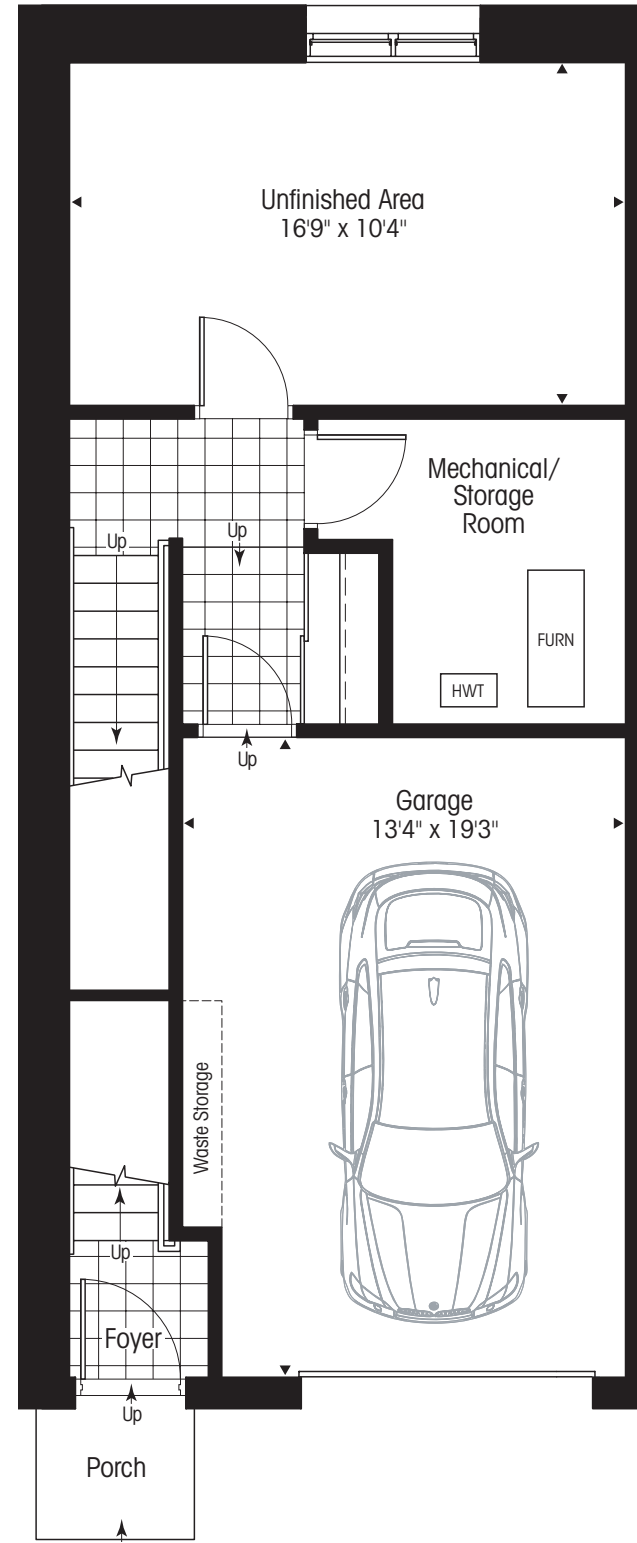 Unfinished Area
16'9" x 10'4"
Mechanical/
Storage
Room
Up
Up
FURN
HWT
Up
Garage
13'4" x 19'3"
Waste Storage
Up
Foyer
Up
Porch